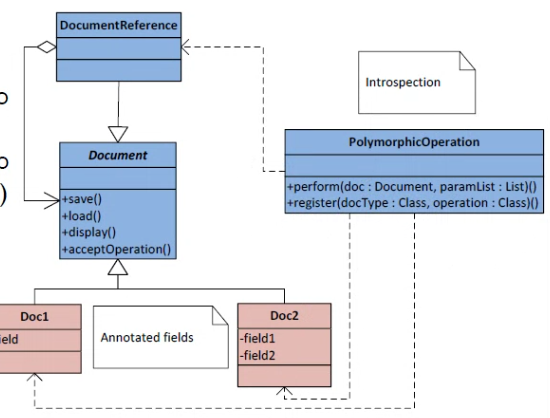 DocumentReference
Introspection
PolymorphicOperation
+perform(doc : Document, paramList : List)()
+register(docType : Class, operation : Class)()
Document
+save()
+load()
+display()
+acceptOperation()
o
o
)
Doc1
Annotated fields
Doc2
-field1
-field2